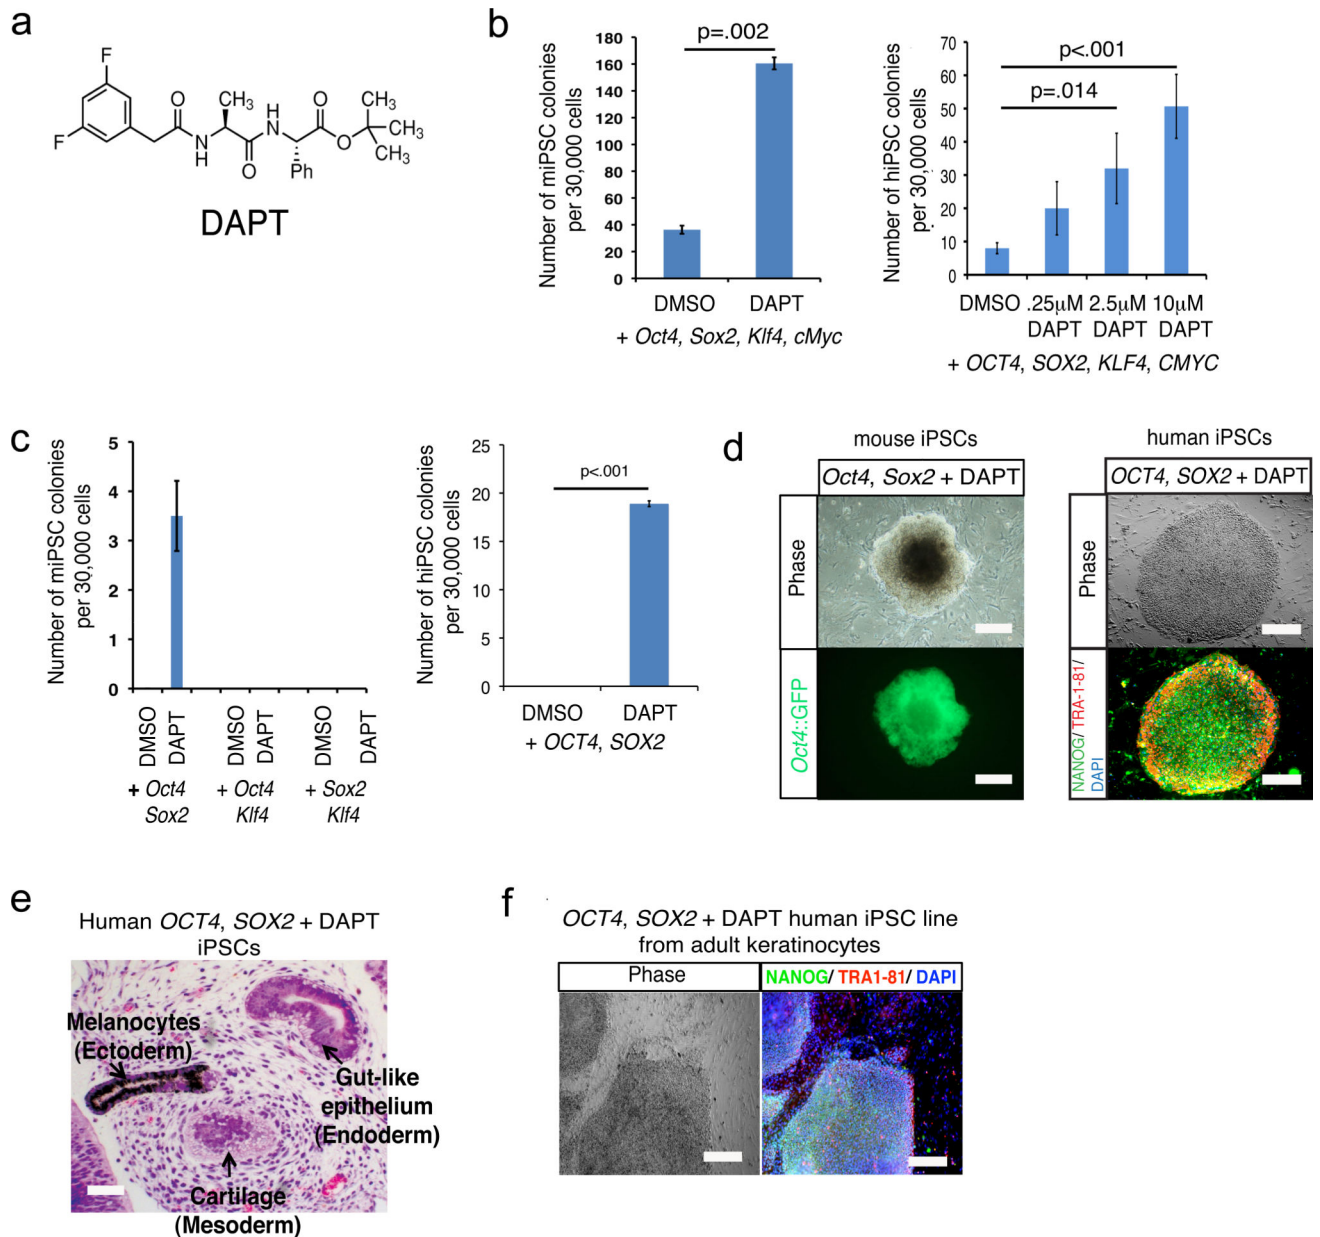 a
F
F
O
N
H
CH₃
O
H
N
Ph
O
O
CH₃
CH₃
CH₃
DAPT
b
Number of miPSC colonies
per 30,000 cells
180
160
140
120
100
80
60
40
20
0
p=.002
DMSO
DAPT
+ Oct4, Sox2, Klf4, cMyc
Number of hiPSC colonies
per 30,000 cells
70
60
50
40
30
20
10
0
p<.001
p=.014
DMSO .25μM 2.5μM 10μM
DAPT DAPT DAPT
+ OCT4, SOX2, KLF4, CMYC
c
Number of miPSC colonies
per 30,000 cells
5
4
3
2
1
0
DMSO
DAPT
DMSO
DAPT
DMSO
DAPT
+ Oct4
Sox2
+ Oct4
Klf4
+ Sox2
Klf4
Number of hiPSC colonies
per 30,000 cells
25
20
15
10
5
0
p<.001
DMSO
DAPT
+ OCT4, SOX2
d
mouse iPSCs
Oct4, Sox2 + DAPT
Phase
Oct4::GFP
human iPSCs
OCT4, SOX2 + DAPT
Phase
NANOG/ TRA-1-81/
DAPI
e
Human OCT4, SOX2 + DAPT
iPSCs
Melanocytes
(Ectoderm)
Gut-like
epithelium
(Endoderm)
Cartilage
(Mesoderm)
f
OCT4, SOX2 + DAPT human iPSC line
from adult keratinocytes
Phase
NANOG/ TRA1-81/ DAPI